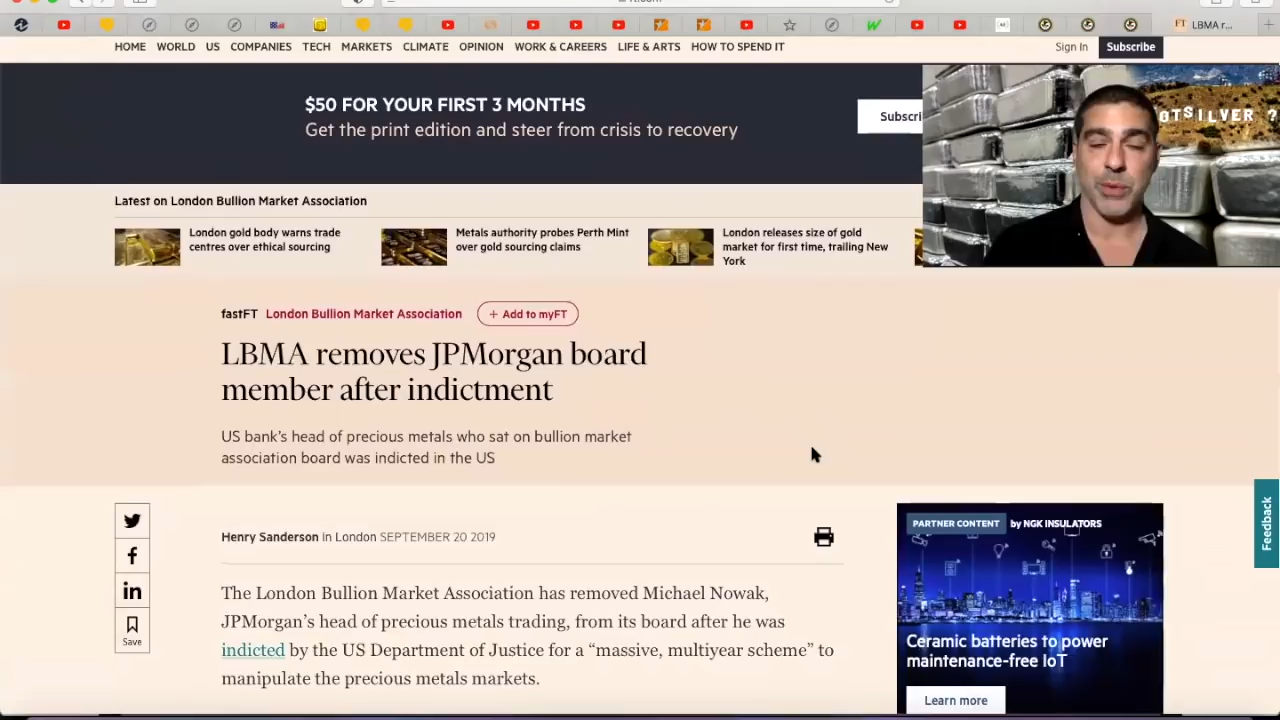 LBMA r...
HOME WORLD US COMPANIES TECH MARKETS CLIMATE OPINION WORK & CAREERS LIFE & ARTS HOW TO SPEND IT
Sign In Subscribe
$50 FOR YOUR FIRST 3 MONTHS
Get the print edition and steer from crisis to recovery
Subscri
OTSILVER ?
Latest on London Bullion Market Association
London gold body warns trade
centres over ethical sourcing
Metals authority probes Perth Mint
over gold sourcing claims
London releases size of gold
market for first time, trailing New
York
fastFT London Bullion Market Association + Add to myFT
LBMA removes JPMorgan board
member after indictment
US bank's head of precious metals who sat on bullion market
association board was indicted in the US
Save
Henry Sanderson in London SEPTEMBER 20 2019
The London Bullion Market Association has removed Michael Nowak,
JPMorgan's head of precious metals trading, from its board after he was
indicted by the US Department of Justice for a “massive, multiyear scheme” to
manipulate the precious metals markets.
PARTNER CONTENT by NGK INSULATORS
Ceramic batteries to power
maintenance-free IoT
Learn more
Feedback